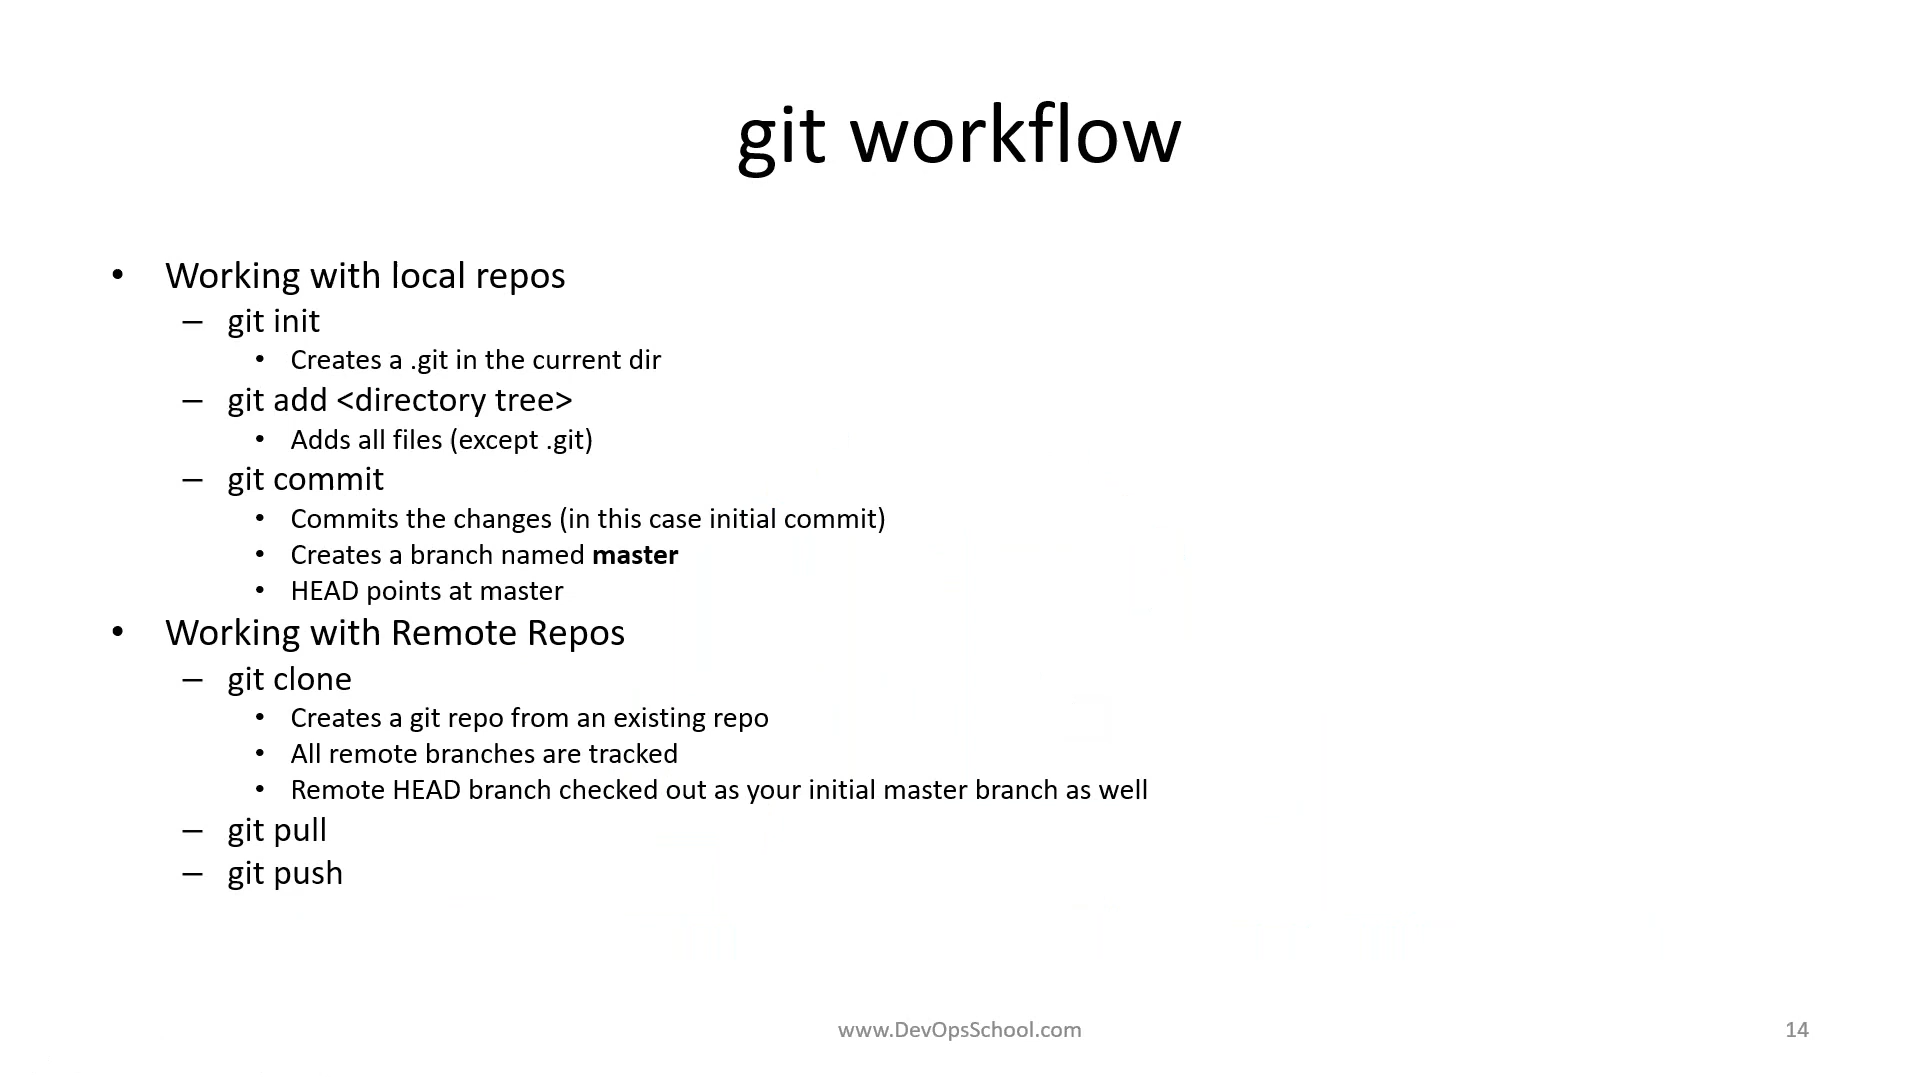 git workflow
• Working with local repos
– git init
• Creates a .git in the current dir
– git add <directory tree>
• Adds all files (except .git)
– git commit
• Commits the changes (in this case initial commit)
• Creates a branch named master
• HEAD points at master
• Working with Remote Repos
– git clone
• Creates a git repo from an existing repo
• All remote branches are tracked
• Remote HEAD branch checked out as your initial master branch as well
– git pull
– git push
www.DevOpsSchool.com
14